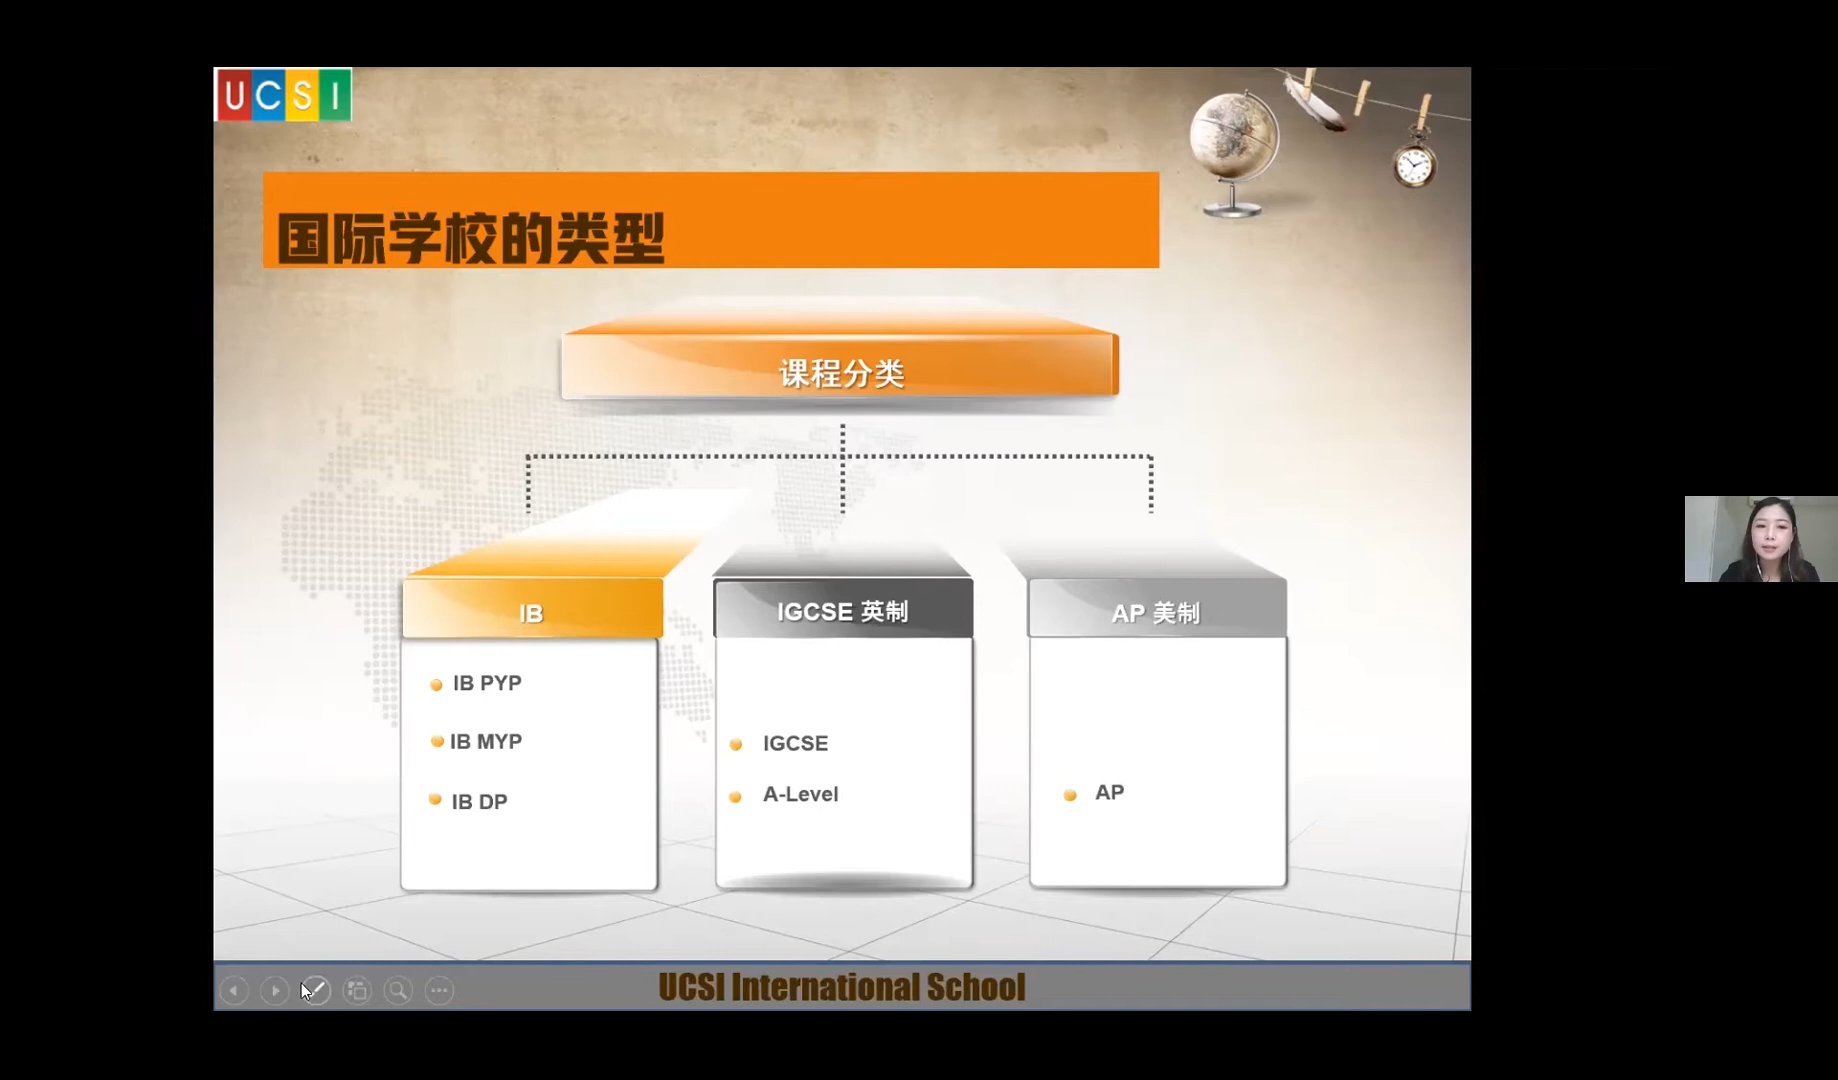 UCSI
国际学校的类型
课程分类
IB
IB PYP
IB MYP
IB DP
IGCSE 英制
IGCSE
A-Level
AP 美制
AP
UCSI International School